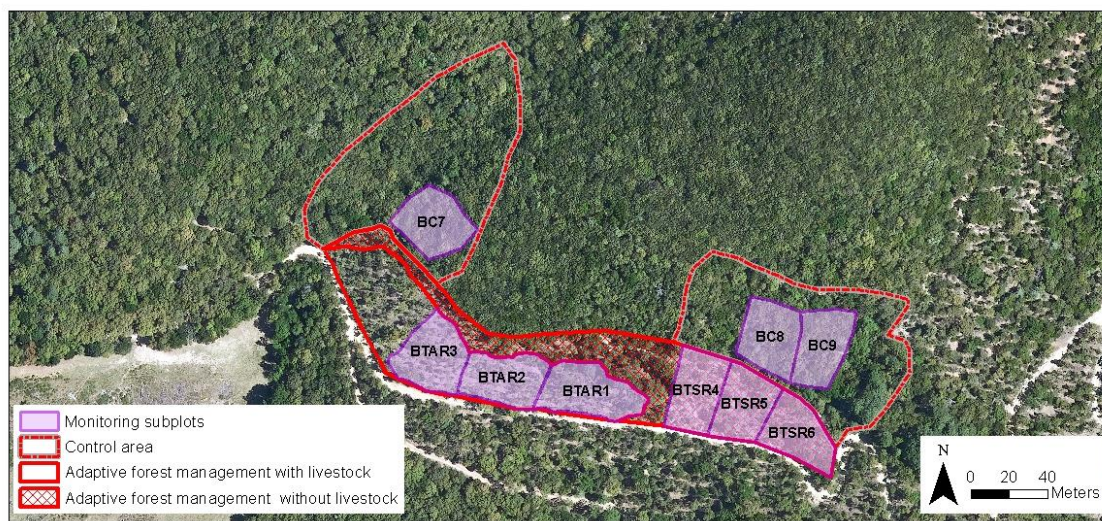 BC7
BC8
BC9
BTAR3
BTAR2
BTAR1
BTSR4
BTSR5
BTSR6
Monitoring subplots
Control area
Adaptive forest management with livestock
Adaptive forest management without livestock
N
0 20 40
Meters